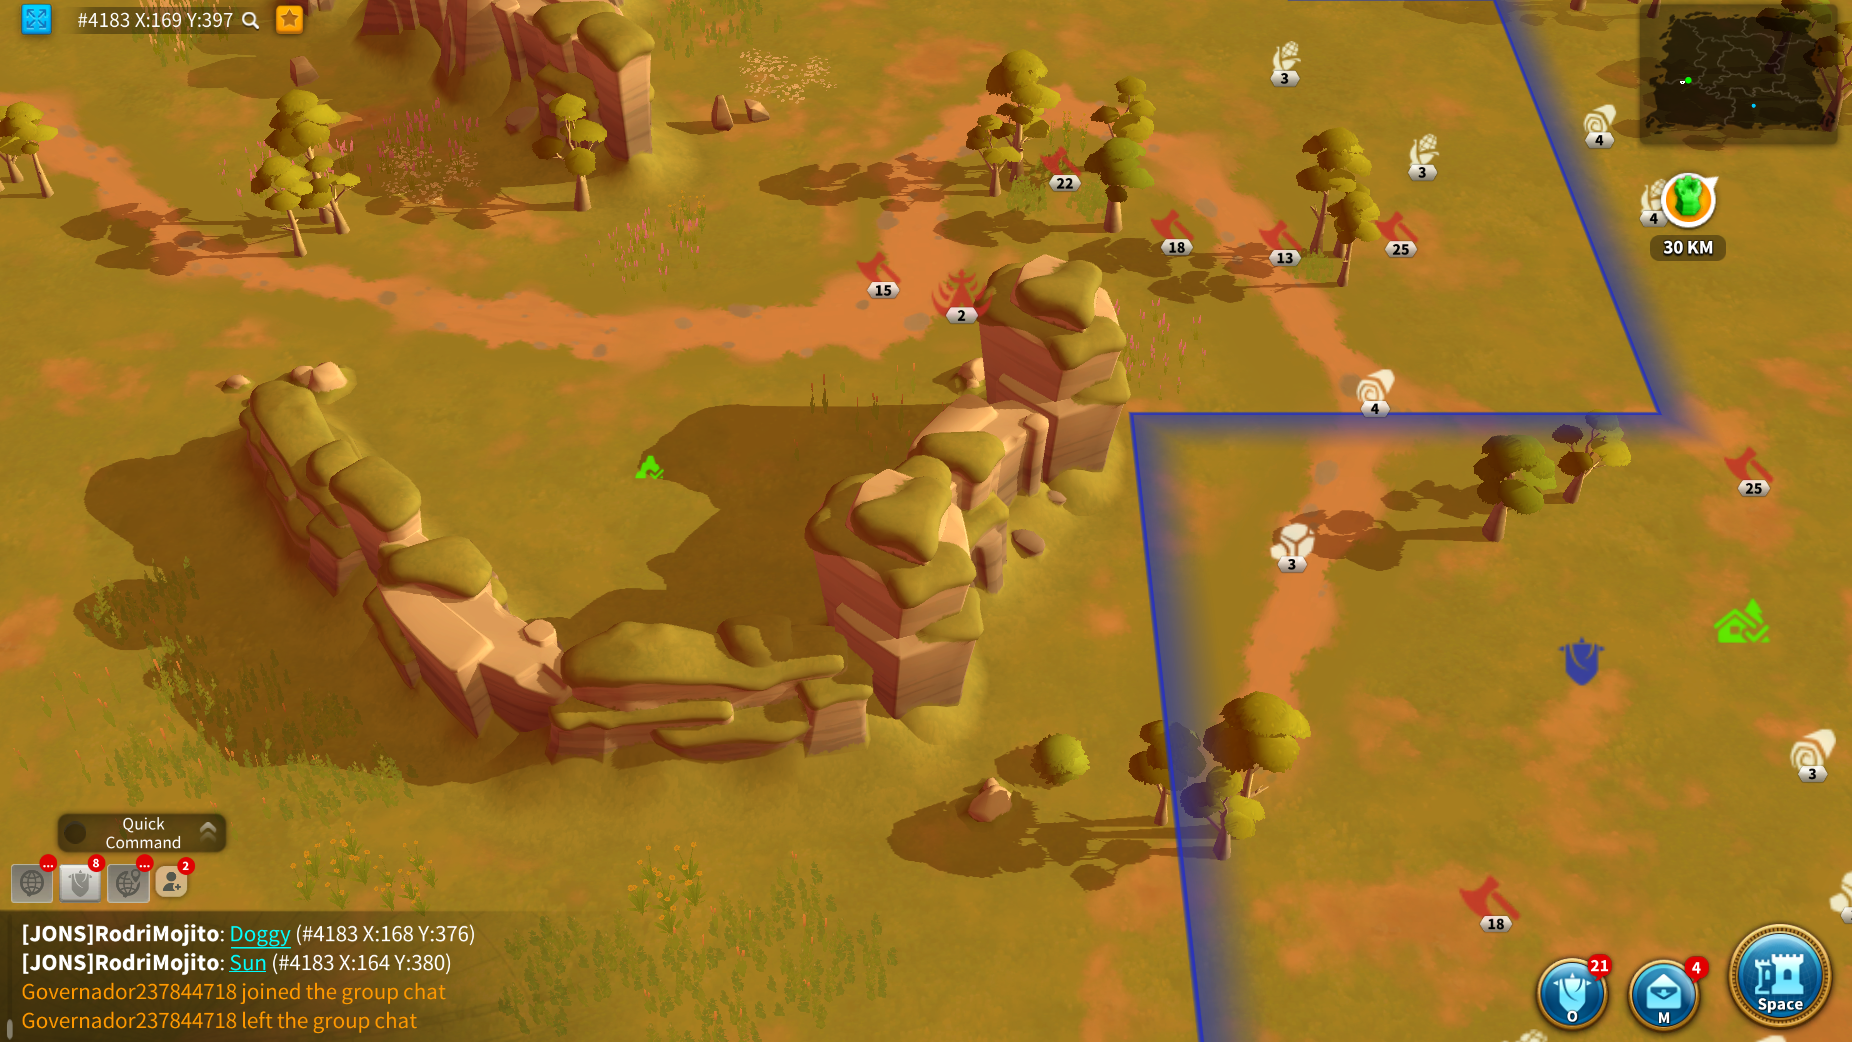 #4183 X:169 Y:397
3
4
3
22
4
18
13
25
30 KM
15
2
4
25
3
3
Quick
Command
... 8 ... 2
[JONS]RodriMojito: Doggy (#4183 X:168 Y:376)
[JONS]RodriMojito: Sun (#4183 X:164 Y:380)
Governador237844718 joined the group chat
Governador237844718 left the group chat
18
21
4
O
M
Space